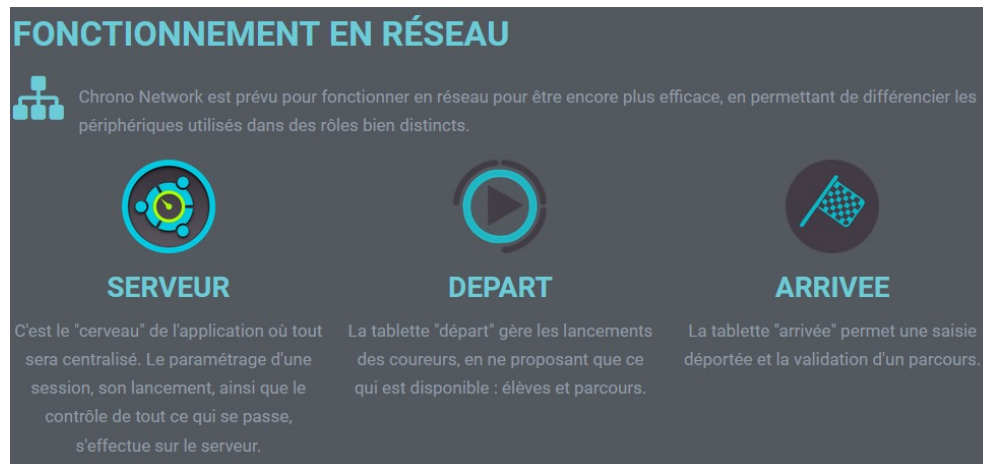 FONCTIONNEMENT EN RÉSEAU
Chrono Network est prévu pour fonctionner en réseau pour être encore plus efficace, en permettant de différencier les
périphériques utilisés dans des rôles bien distincts.
SERVEUR
C'est le "cerveau" de l'application où tout
sera centralisé. Le paramétrage d'une
session, son lancement, ainsi que le
contrôle de tout ce qui se passe,
s'effectue sur le serveur.
DEPART
La tablette "départ" gère les lancements
des coureurs, en ne proposant que ce
qui est disponible : élèves et parcours.
ARRIVEE
La tablette "arrivée" permet une saisie
déportée et la validation d'un parcours.